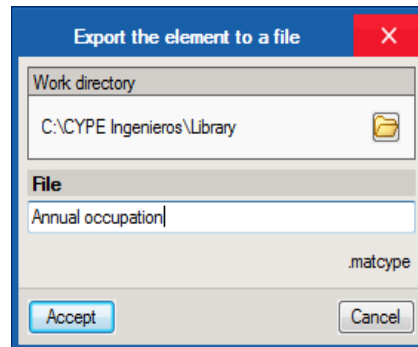 Export the element to a file
Work directory
C:\CYPE Ingenieros\Library
File
Annual occupation
.matcype
Accept
Cancel